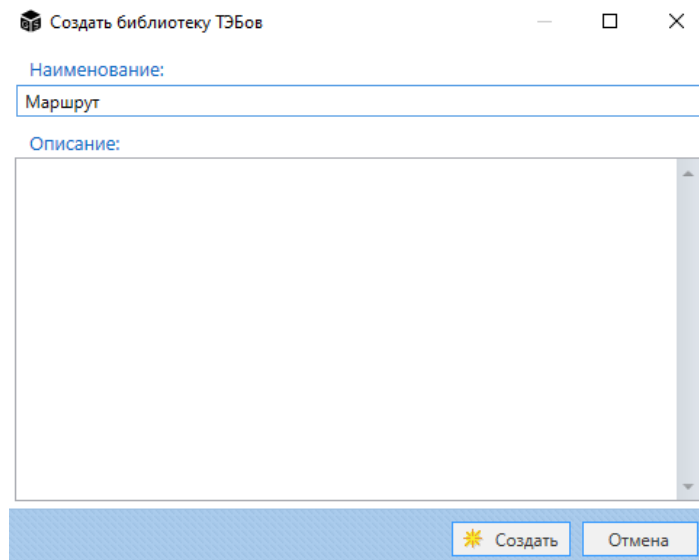 Создать библиотеку ТЭБов
Наименование:
Маршрут
Описание:
Создать
Отмена